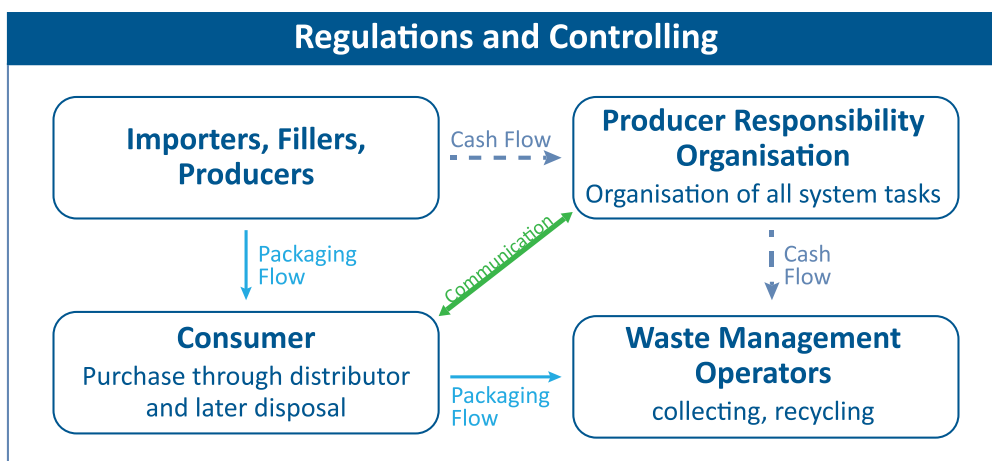 Regulations and Controlling
Importers, Fillers,
Producers
Cash Flow
Producer Responsibility
Organisation
Organisation of all system tasks
Packaging
Flow
Communication
Cash
Flow
Consumer
Purchase through distributor
and later disposal
Packaging
Flow
Waste Management
Operators
collecting, recycling